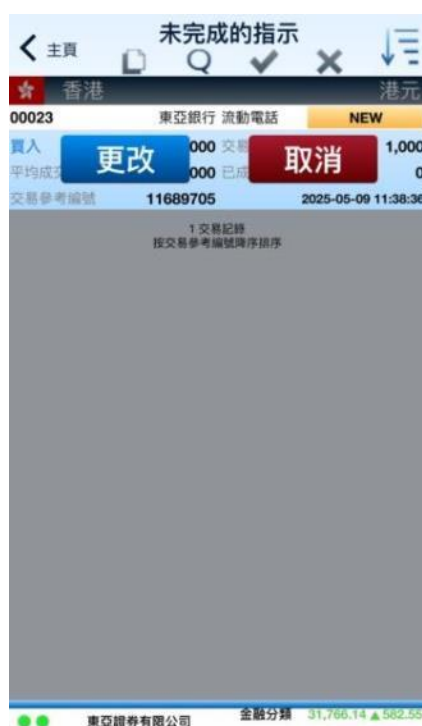 主頁
未完成的指示
香港 港元
00023 東亞銀行 流動電話 NEW
買入 000 交易 1,000
更改 取消
平均成交 000 已成 0
交易參考編號 11689705 2025-05-09 11:38:36
1 交易記錄
按交易參考編號降序排序
東亞證券有限公司 金融分類 31,766.14 ▲ 582.55